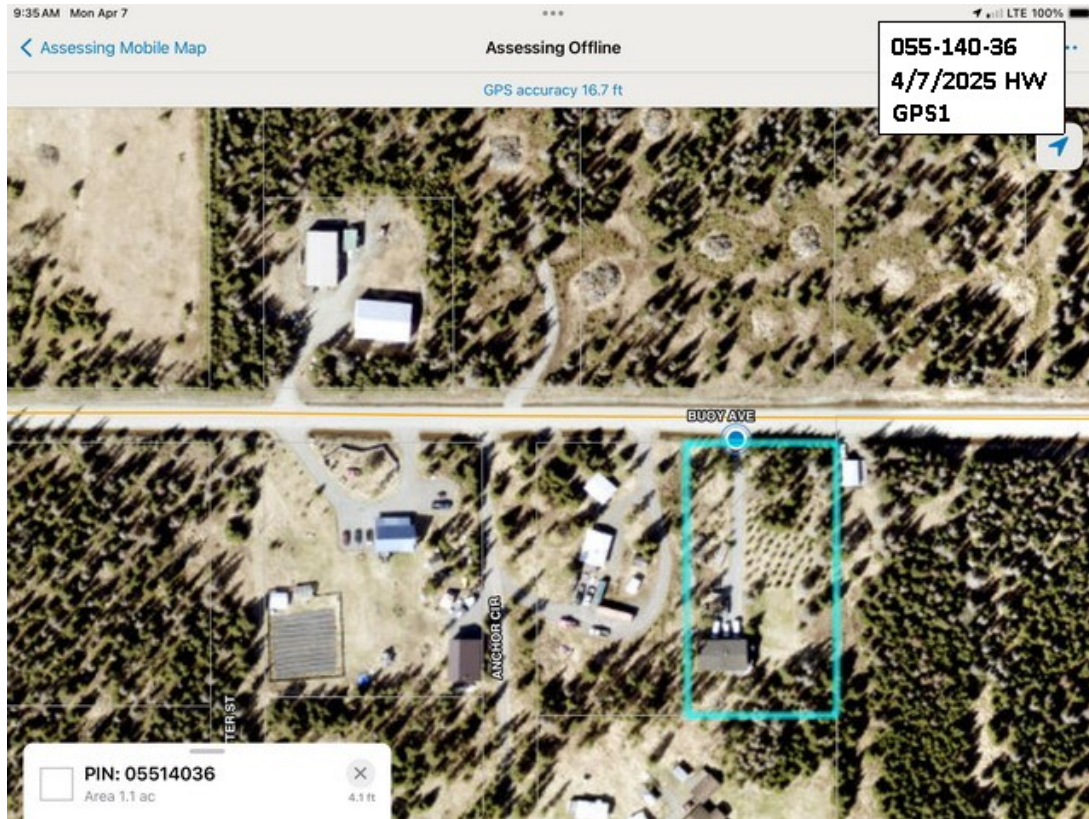 9:35 AM Mon Apr 7
LTE 100%
Assessing Mobile Map
Assessing Offline
055-140-36
4/7/2025 HW
GPS1
GPS accuracy 16.7 ft
BUOY AVE
ANCHOR CIR
TER ST
PIN: 05514036
Area 1.1 ac
4.1 ft